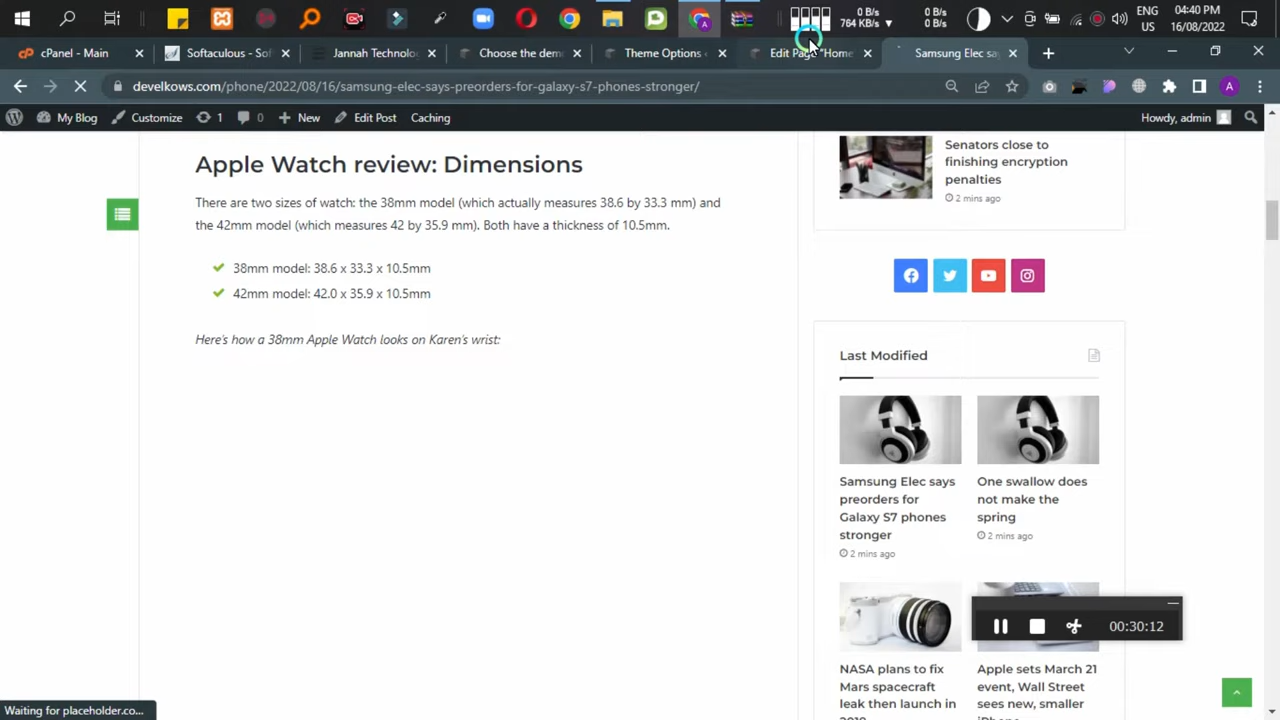 0 B/s
764 KB/s
0 B/s
0 B/s
ENG
US
04:40 PM
16/08/2022
cPanel - M
Softaculous - Sof
Jannah Technolog
Choose the dem
Theme Options
Edit Page "Home
Samsung Elec sa
develkows.com/phone/2022/08/16/samsung-elec-says-preorders-for-galaxy-s7-phones-stronger/
A
My Blog
Customize
1
0
New
Edit Post
Caching
Howdy, admin
Apple Watch review: Dimensions
There are two sizes of watch: the 38mm model (which actually measures 38.6 by 33.3 mm) and
the 42mm model (which measures 42 by 35.9 mm). Both have a thickness of 10.5mm.
38mm model: 38.6 x 33.3 x 10.5mm
42mm model: 42.0 x 35.9 x 10.5mm
Here's how a 38mm Apple Watch looks on Karen's wrist:
Senators close to
finishing encryption
penalties
2 mins ago
Last Modified
Samsung Elec says
preorders for
Galaxy S7 phones
stronger
2 mins ago
One swallow does
not make the
spring
2 mins ago
NASA plans to fix
Mars spacecraft
leak then launch in
2018
Apple sets March 21
event, Wall Street
sees new, smaller
iPhone
00:30:12
Waiting for placeholder.co...